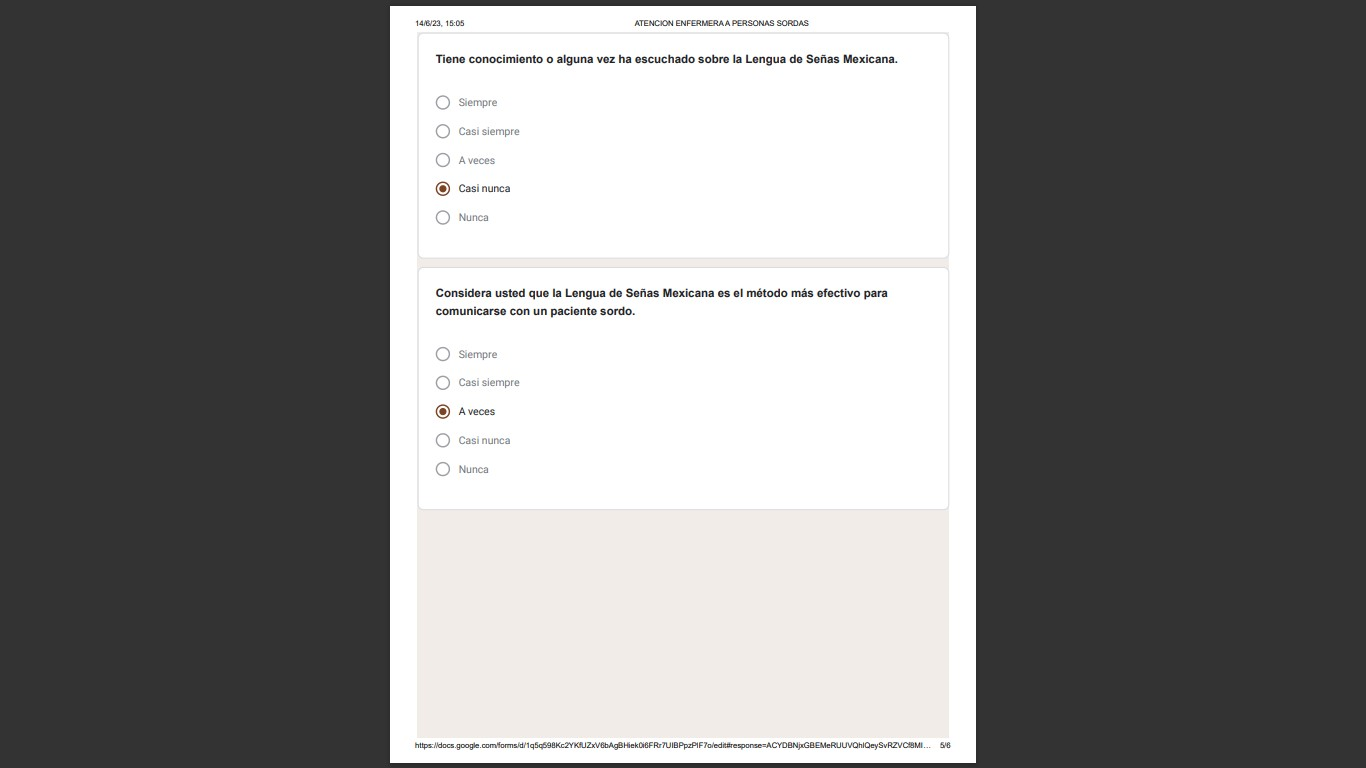 14/6/23, 15:05 ATENCION ENFERMERA A PERSONAS SORDAS
Tiene conocimiento o alguna vez ha escuchado sobre la Lengua de Señas Mexicana.
Siempre
Casi siempre
A veces
Casi nunca
Nunca
Considera usted que la Lengua de Señas Mexicana es el método más efectivo para
comunicarse con un paciente sordo.
Siempre
Casi siempre
A veces
Casi nunca
Nunca
5/6